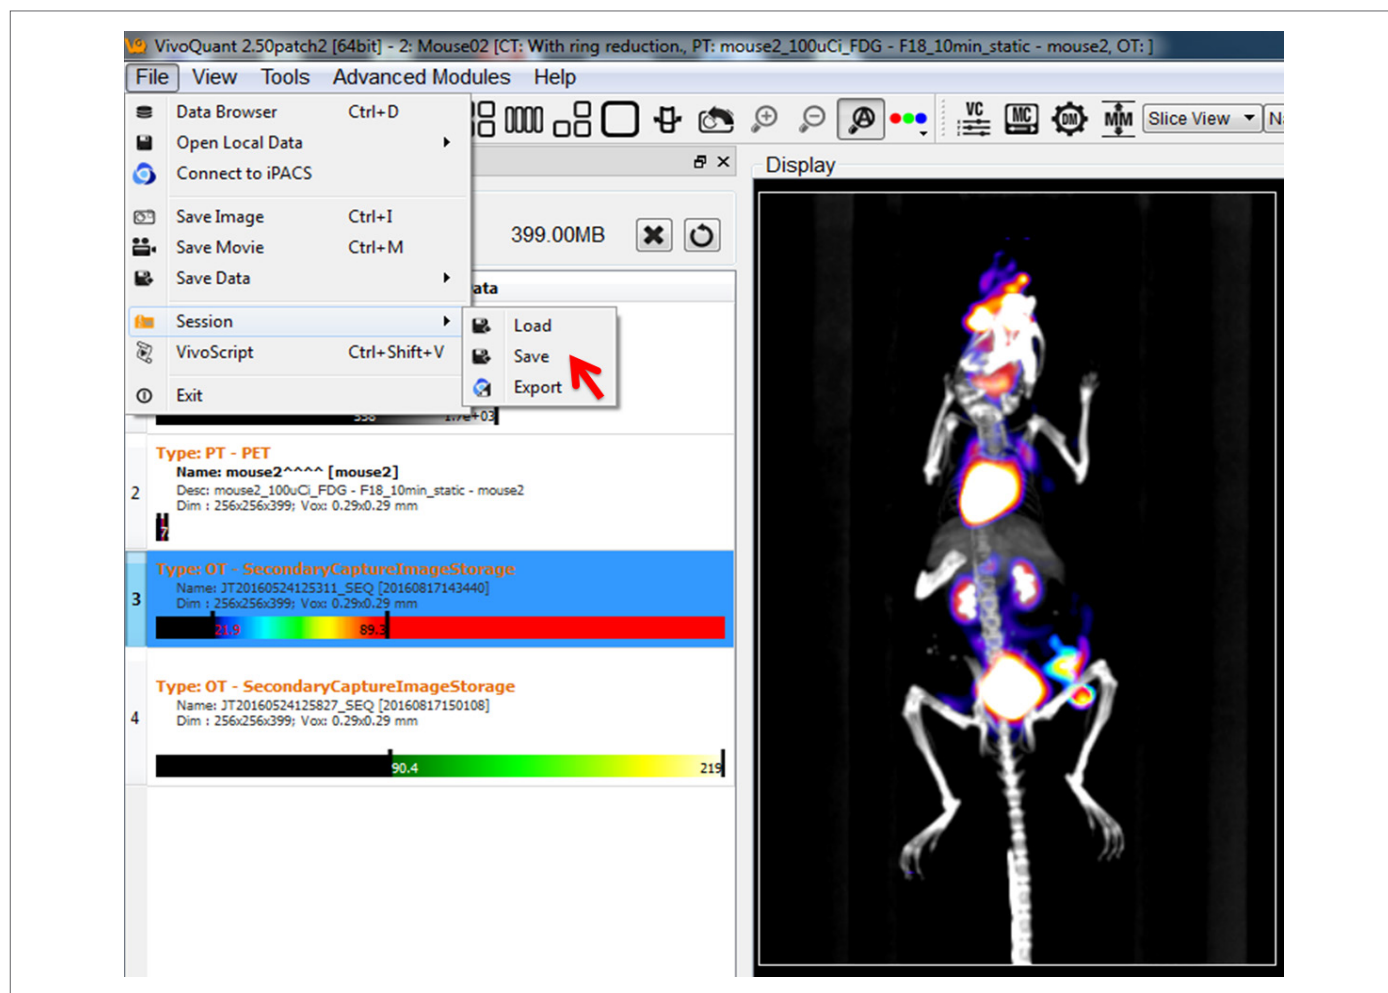 VivoQuant 2.50patch2 [64bit] - 2: Mouse02 [CT: With ring reduction., PT: mouse2_100uCi_FDG - F18_10min_static - mouse2, OT: ]
File View Tools Advanced Modules Help
Data Browser Ctrl+D
VC MC DM MM Slice View
Open Local Data
Connect to iPACS
Display
Save Image Ctrl+I
399.00MB
Save Movie Ctrl+M
Save Data
ata
Session
Load
VivoScript Ctrl+Shift+V
Save
Export
Exit
1.7e+03
Type: PT - PET
Name: mouse2^^^^ [mouse2]
2
Desc: mouse2_100uCi_FDG - F18_10min_static - mouse2
Dim : 256x256x399; Vox: 0.29x0.29 mm
7
Type: OT - SecondaryCaptureImageStorage
3
Name: JT20160524125311_SEQ [20160817143440]
Dim : 256x256x399; Vox: 0.29x0.29 mm
21.9 89.3
Type: OT - SecondaryCaptureImageStorage
Name: JT20160524125827_SEQ [20160817150108]
4
Dim : 256x256x399; Vox: 0.29x0.29 mm
90.4 219